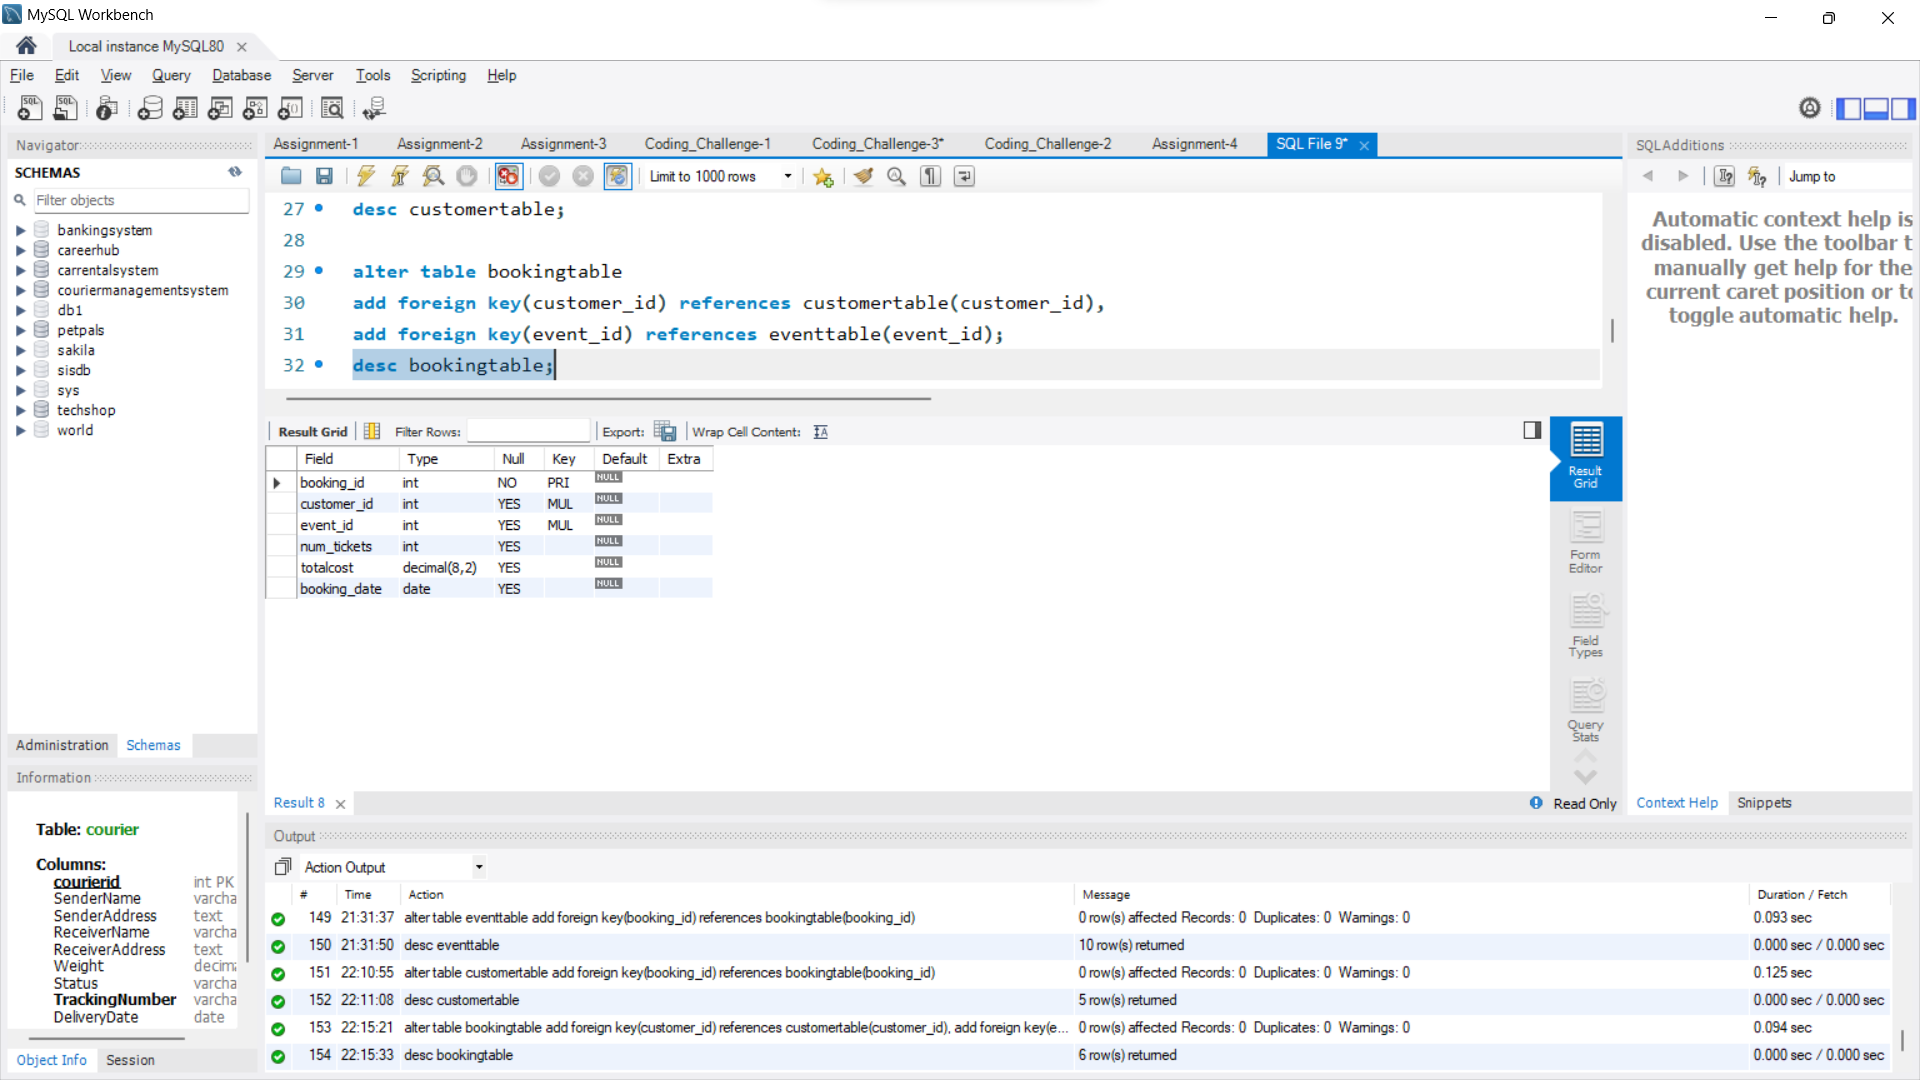 MySQL Workbench
Local instance MySQL80
File Edit View Query Database Server Tools Scripting Help
Navigator
SCHEMAS
Filter objects
bankingsystem
careerhub
carrentalsystem
couriermanagementsystem
db1
petpals
sakila
sisdb
sys
techshop
world
Administration Schemas
Information
Table: courier
Columns:
courierid int PK
SenderName varcha
SenderAddress text
ReceiverName varcha
ReceiverAddress text
Weight decima
Status varcha
TrackingNumber varcha
DeliveryDate date
Object Info Session
Assignment-1 Assignment-2 Assignment-3 Coding_Challenge-1 Coding_Challenge-3* Coding_Challenge-2 Assignment-4 SQL File 9*
Limit to 1000 rows
27 desc customertable;
28
29 alter table bookingtable
30 add foreign key(customer_id) references customertable(customer_id),
31 add foreign key(event_id) references eventtable(event_id);
32 desc bookingtable;
Result Grid Filter Rows: Export: Wrap Cell Content:
Field Type Null Key Default Extra
booking_id int NO PRI NULL
customer_id int YES MUL NULL
event_id int YES MUL NULL
num_tickets int YES NULL
totalcost decimal(8,2) YES NULL
booking_date date YES NULL
Result
Grid
Form
Editor
Field
Types
Query
Stats
Result 8
Read Only
SQLAdditions
Jump to
Automatic context help is
disabled. Use the toolbar t
manually get help for the
current caret position or to
toggle automatic help.
Context Help Snippets
Output
Action Output
# Time Action Message Duration / Fetch
149 21:31:37 alter table eventtable add foreign key(booking_id) references bookingtable(booking_id) 0 row(s) affected Records: 0 Duplicates: 0 Warnings: 0 0.093 sec
150 21:31:50 desc eventtable 10 row(s) returned 0.000 sec / 0.000 sec
151 22:10:55 alter table customertable add foreign key(booking_id) references bookingtable(booking_id) 0 row(s) affected Records: 0 Duplicates: 0 Warnings: 0 0.125 sec
152 22:11:08 desc customertable 5 row(s) returned 0.000 sec / 0.000 sec
153 22:15:21 alter table bookingtable add foreign key(customer_id) references customertable(customer_id), add foreign key(e... 0 row(s) affected Records: 0 Duplicates: 0 Warnings: 0 0.094 sec
154 22:15:33 desc bookingtable 6 row(s) returned 0.000 sec / 0.000 sec